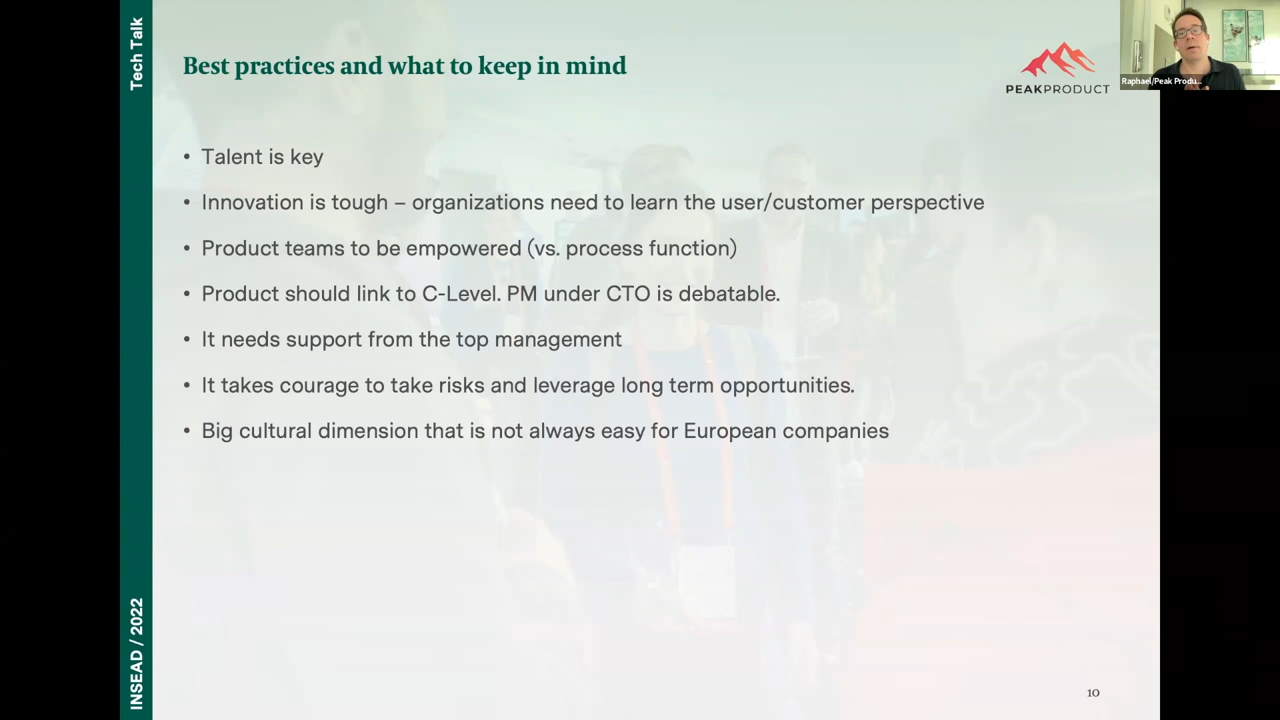 Tech Talk
INSEAD / 2022
Best practices and what to keep in mind
PEAKPRODUCT
Raphael/Peak Produ...
• Talent is key
• Innovation is tough – organizations need to learn the user/customer perspective
• Product teams to be empowered (vs. process function)
• Product should link to C-Level. PM under CTO is debatable.
• It needs support from the top management
• It takes courage to take risks and leverage long term opportunities.
• Big cultural dimension that is not always easy for European companies
10